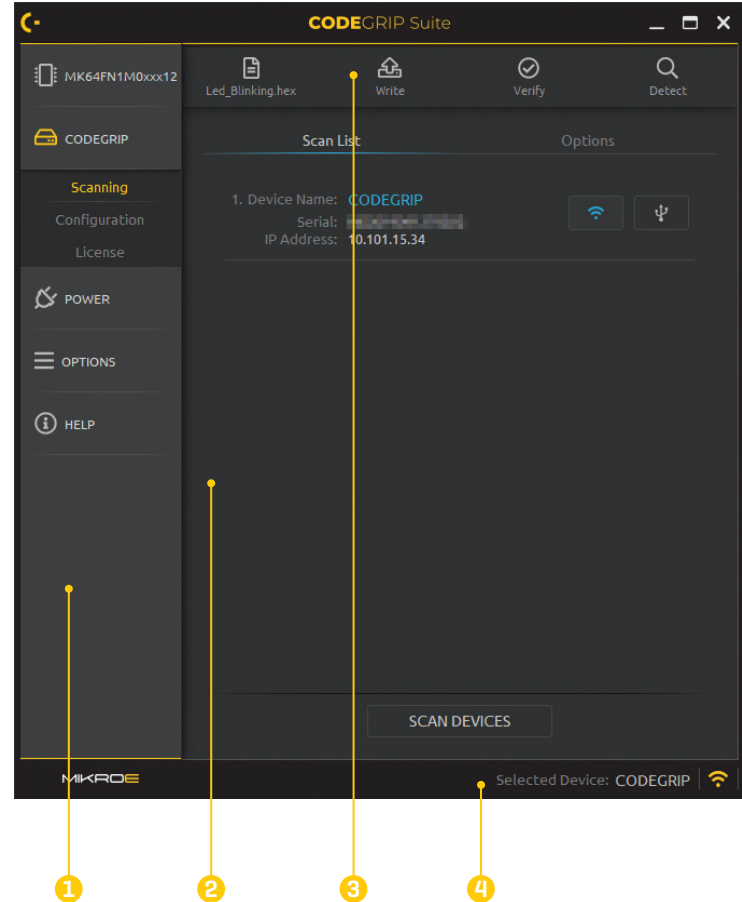 CODEGRIP Suite
MK64FN1M0xxx12
Led_Blinking.hex
Write
Verify
Detect
CODEGRIP
Scanning
Configuration
License
POWER
OPTIONS
HELP
Scan List
Options
1. Device Name: CODEGRIP
Serial:
IP Address: 10.101.15.34
SCAN DEVICES
MIKROE
Selected Device: CODEGRIP
1
2
3
4